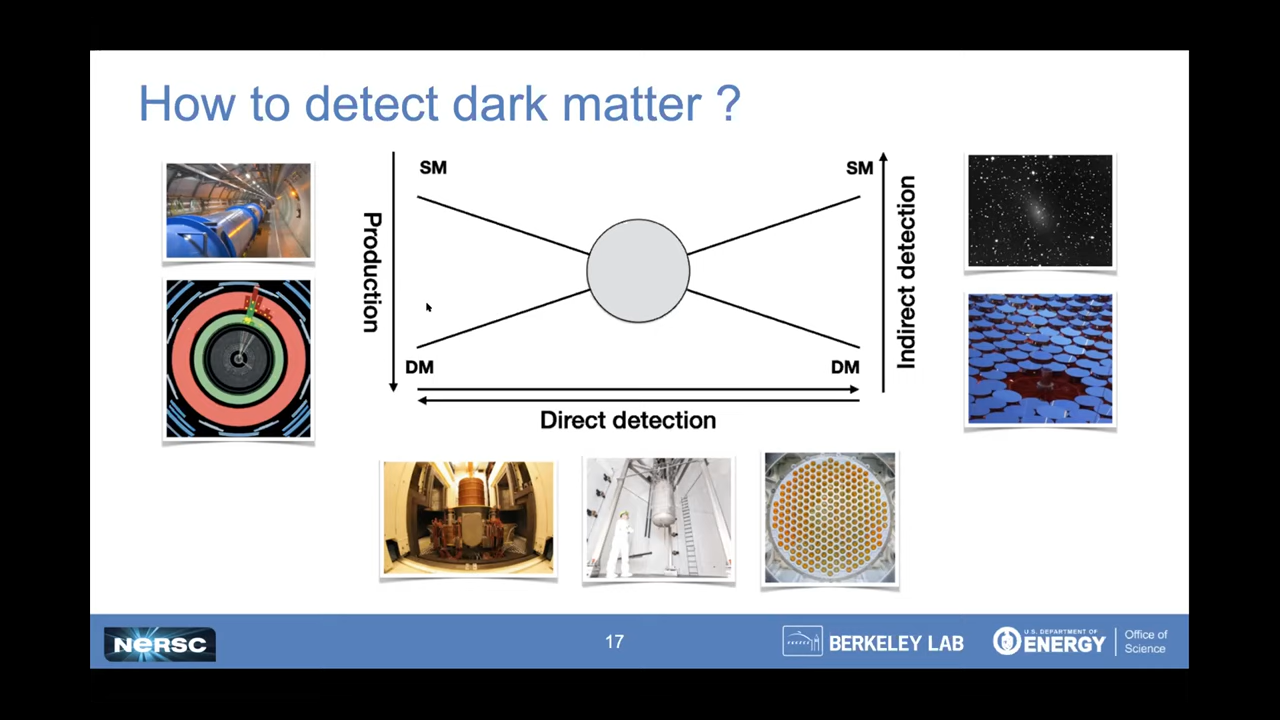 How to detect dark matter ?
SM
SM
Production
Indirect detection
DM
DM
Direct detection
NERSC
17
BERKELEY LAB
U.S. DEPARTMENT OF
ENERGY
Office of
Science